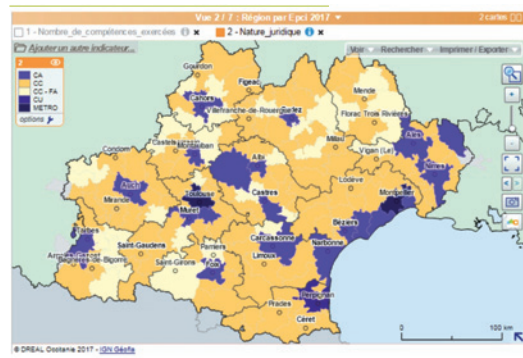 Vue 2 / 7 : Région par Epci 2017
2 cartes
1 - Nombre_de_compétences_exercées
2 - Nature_juridique
Ajouter un autre indicateur...
Voir
Rechercher
Imprimer / Exporter
2
CA
CC
CC - FA
CU
METRO
options
Gourdon
Figeac
Mende
Cahors
Villefranche-de-Rouergue
Florac Trois Rivières
Millau
Alès
Vigan (Le)
Condom
Montauban
Albi
Nîmes
Auch
Toulouse
Castres
Lodève
Montpellier
Mirande
Muret
Béziers
Tarbes
Saint-Gaudens
Pamiers
Carcassonne
Narbonne
Bagnères-de-Bigorre
Saint-Girons
Foix
Limoux
Perpignan
Prades
Céret
0
100 km
© DREAL Occitanie 2017 - IGN Géofla